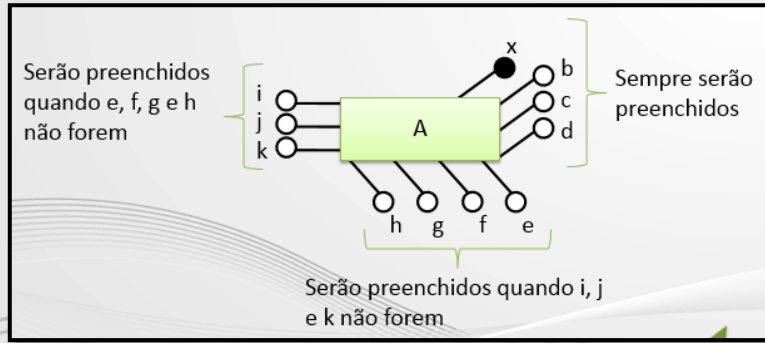 Serão preenchidos
quando e, f, g e h
não forem
i
j
k
A
x
b
c
d
Sempre serão
preenchidos
h g f e
Serão preenchidos quando i, j
e k não forem